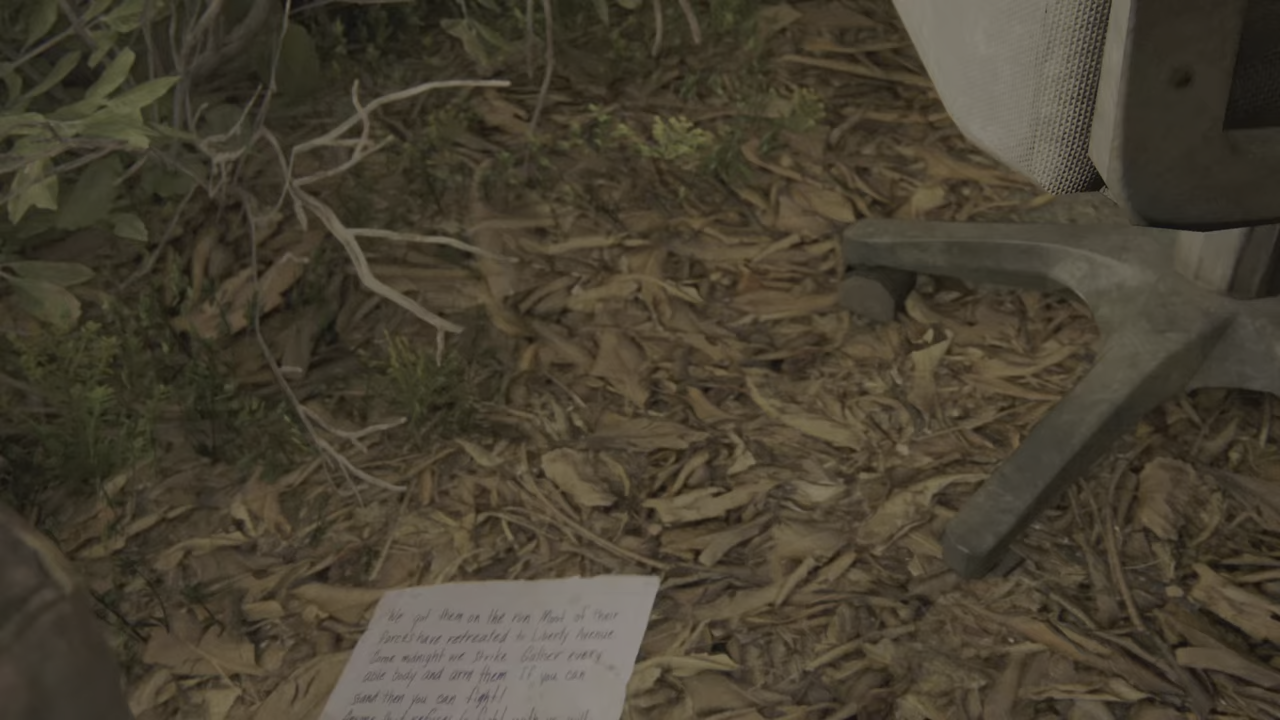 We got them on the run. Most of their
forces have retreated to Liberty Avenue.
Come midnight we strike. Gather every
able body and arm them. If you can
stand then you can fight!